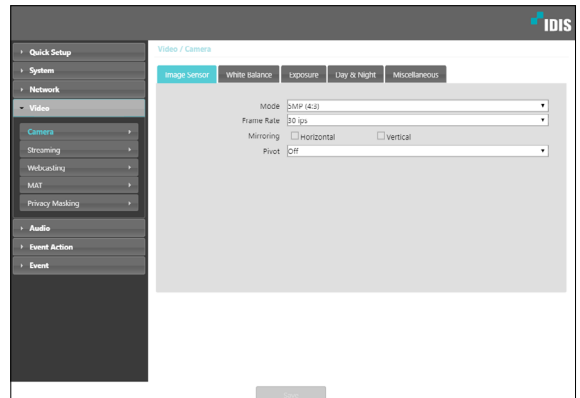 IDIS
Quick Setup
System
Network
Video
Camera
Streaming
Webcasting
MAT
Privacy Masking
Audio
Event Action
Event
Video / Camera
Image Sensor White Balance Exposure Day & Night Miscellaneous
Mode 5MP (4:3)
Frame Rate 30 ips
Mirroring Horizontal Vertical
Pivot Off
Save